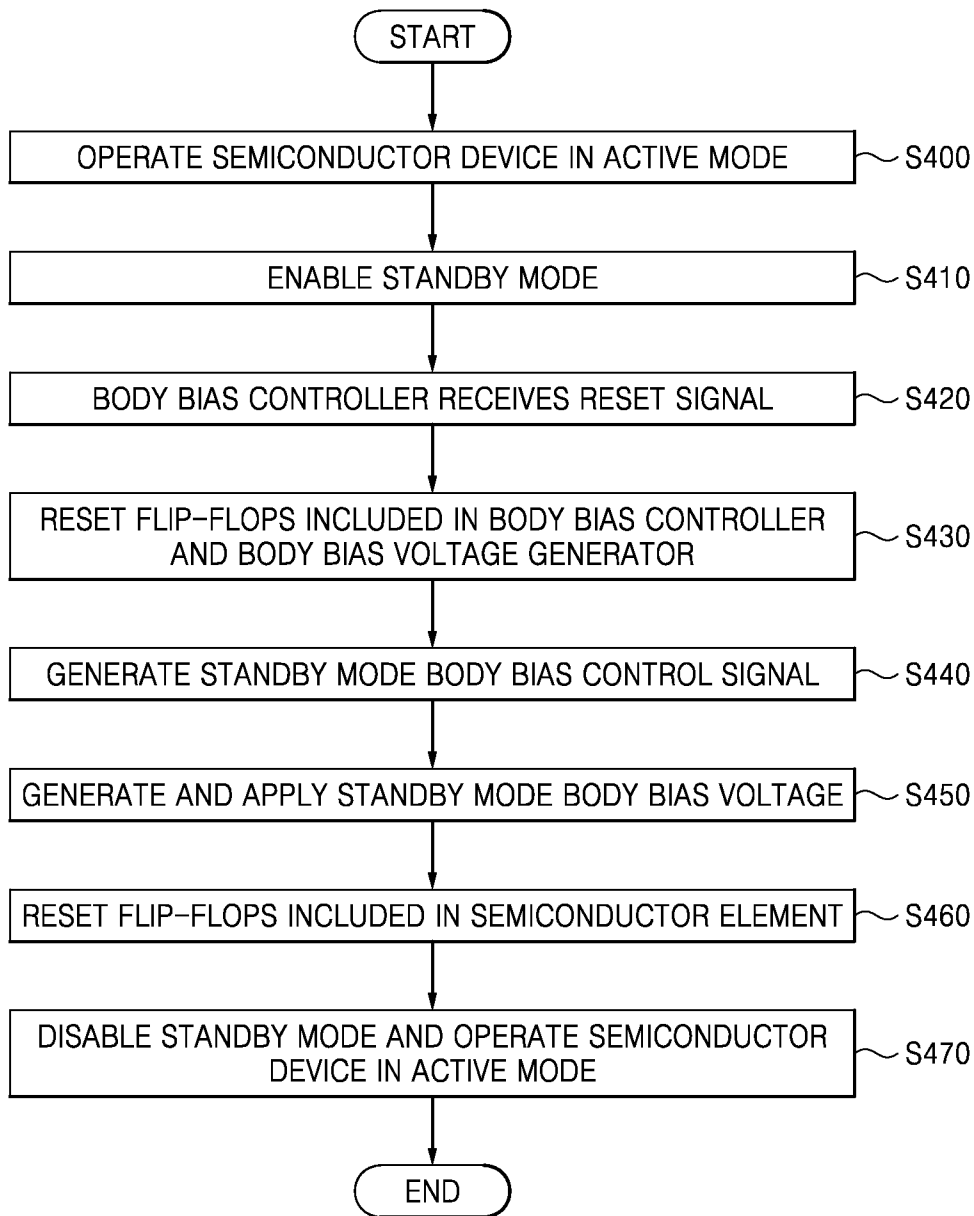 START
OPERATE SEMICONDUCTOR DEVICE IN ACTIVE MODE
S400
ENABLE STANDBY MODE
S410
BODY BIAS CONTROLLER RECEIVES RESET SIGNAL
S420
RESET FLIP-FLOPS INCLUDED IN BODY BIAS CONTROLLER
AND BODY BIAS VOLTAGE GENERATOR
S430
GENERATE STANDBY MODE BODY BIAS CONTROL SIGNAL
S440
GENERATE AND APPLY STANDBY MODE BODY BIAS VOLTAGE
S450
RESET FLIP-FLOPS INCLUDED IN SEMICONDUCTOR ELEMENT
S460
DISABLE STANDBY MODE AND OPERATE SEMICONDUCTOR
DEVICE IN ACTIVE MODE
S470
END